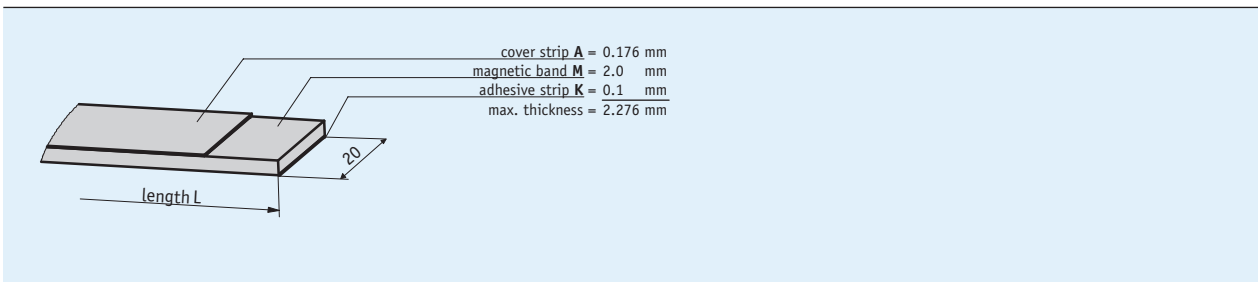 cover strip A = 0.176 mm
magnetic band M = 2.0 mm
adhesive strip K = 0.1 mm
max. thickness = 2.276 mm
20
length L